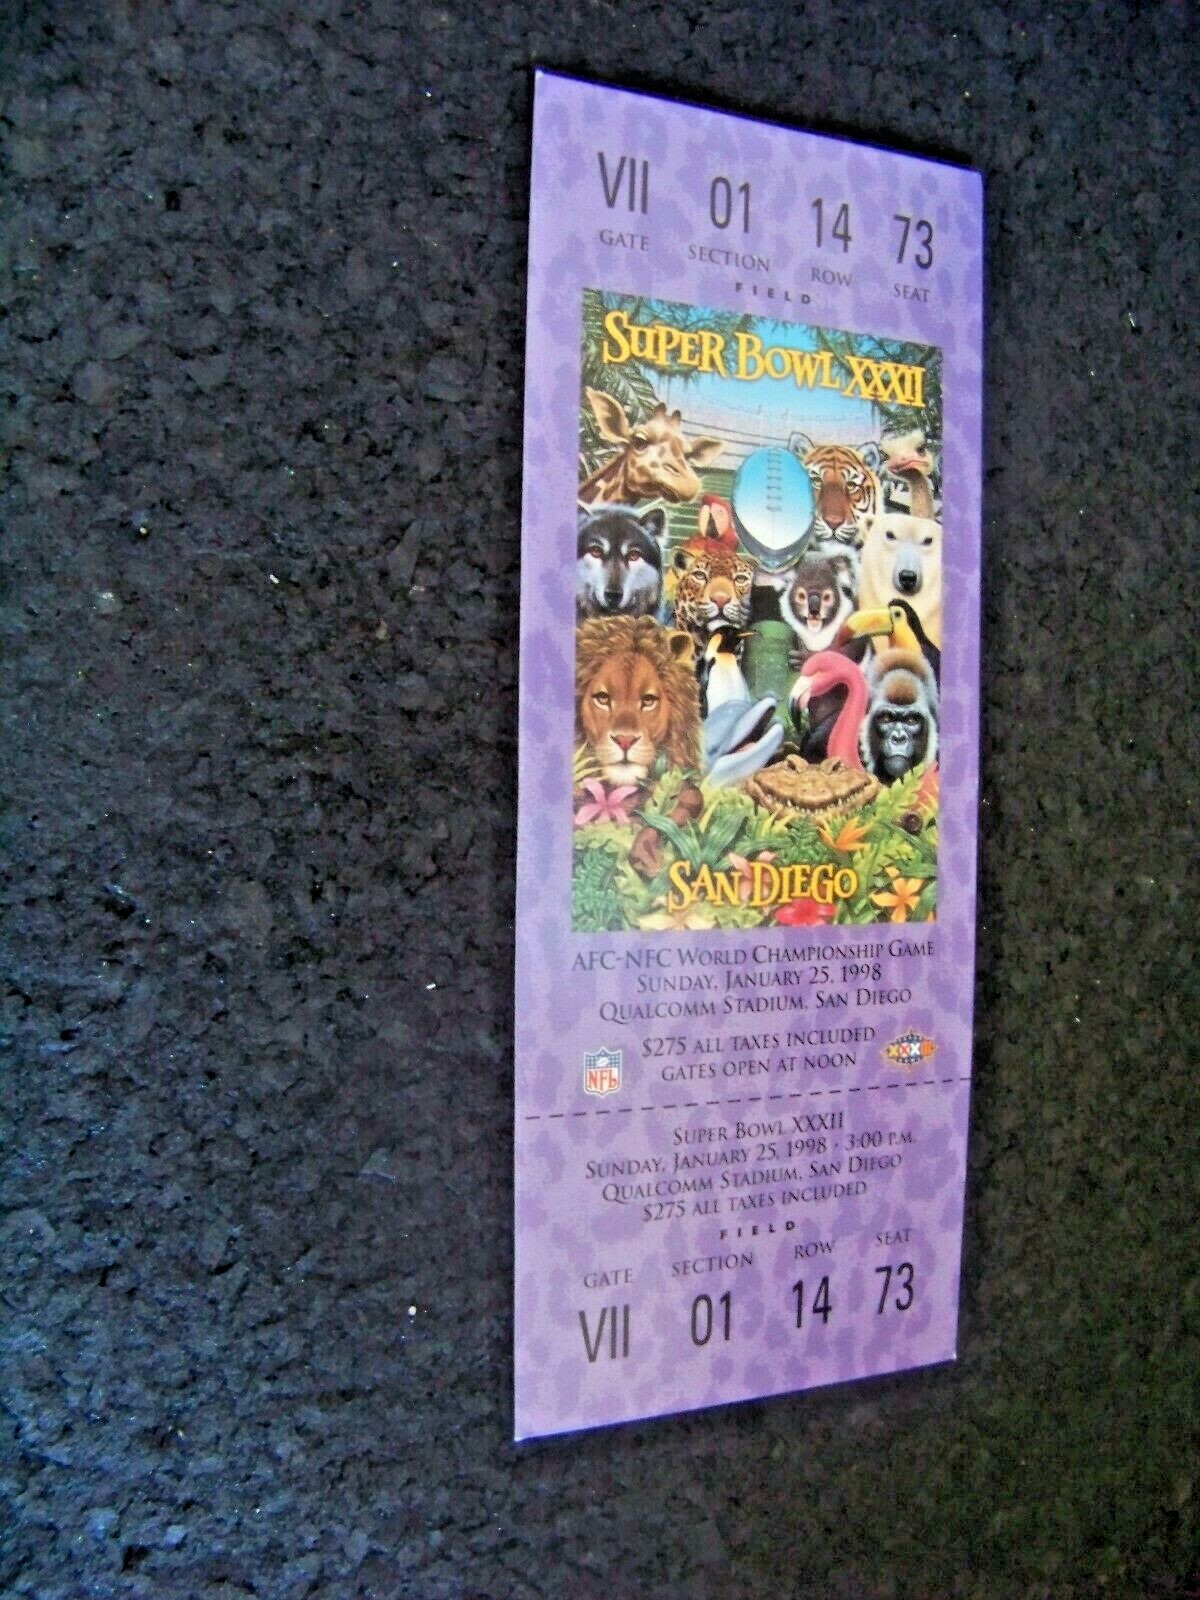 VII 01 14 73
GATE SECTION ROW SEAT
FIELD
SUPER BOWL XXXII
SAN DIEGO
AFC-NFC WORLD CHAMPIONSHIP GAME
SUNDAY, JANUARY 25, 1998
QUALCOMM STADIUM, SAN DIEGO
$275 ALL TAXES INCLUDED
GATES OPEN AT NOON
NFL
XXXII
SUPER BOWL XXXII
SUNDAY, JANUARY 25, 1998 · 3:00 P.M.
QUALCOMM STADIUM, SAN DIEGO
$275 ALL TAXES INCLUDED
FIELD
GATE SECTION ROW SEAT
VII 01 14 73